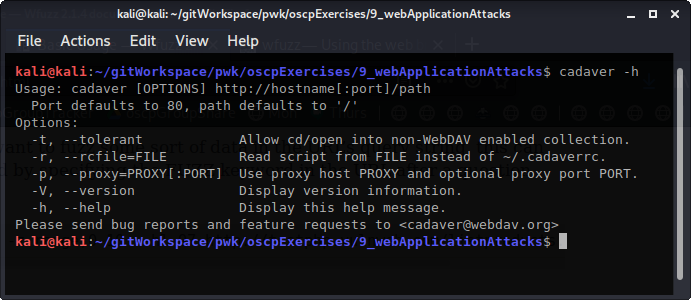 kali@kali: ~/gitWorkspace/pwk/oscpExercises/9_webApplicationAttacks
File Actions Edit View Help
kali@kali:~/gitWorkspace/pwk/oscpExercises/9_webApplicationAttacks$ cadaver -h
Usage: cadaver [OPTIONS] http://hostname[:port]/path
  Port defaults to 80, path defaults to '/'
Options:
  -t, --tolerant            Allow cd/open into non-WebDAV enabled collection.
  -r, --rcfile=FILE         Read script from FILE instead of ~/.cadaverrc.
  -p, --proxy=PROXY[:PORT]  Use proxy host PROXY and optional proxy port PORT.
  -V, --version             Display version information.
  -h, --help                Display this help message.
Please send bug reports and feature requests to <cadaver@webdav.org>
kali@kali:~/gitWorkspace/pwk/oscpExercises/9_webApplicationAttacks$